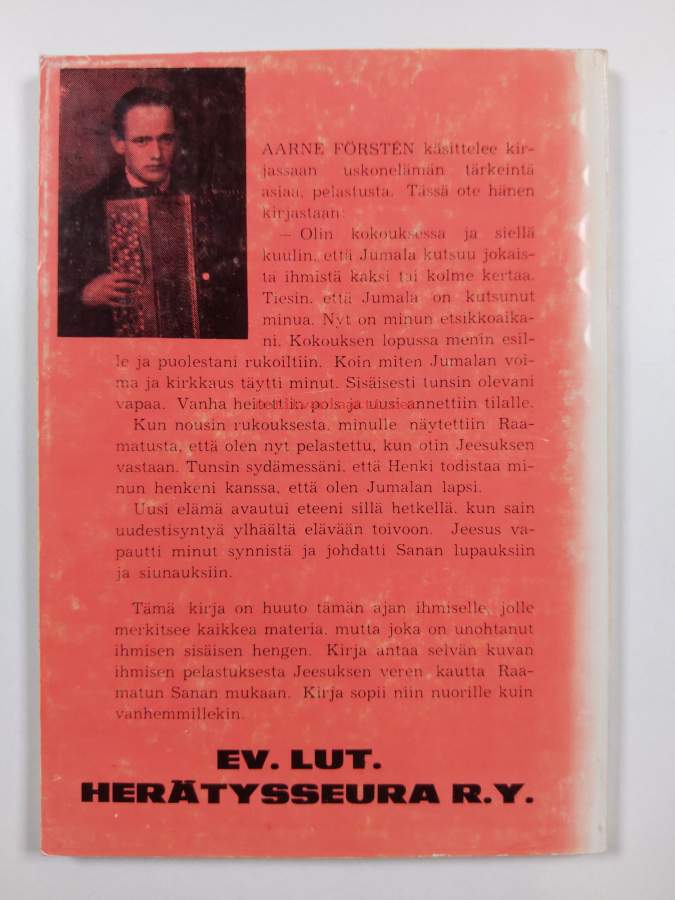 AARNE FÖRSTÉN käsittelee kir-
jassaan uskonelämän tärkeintä
asiaa, pelastusta. Tässä ote hänen
kirjastaan:
— Olin kokouksessa ja siellä
kuulin, että Jumala kutsuu jokais-
ta ihmistä kaksi tai kolme kertaa.
Tiesin, että Jumala on kutsunut
minua. Nyt on minun etsikkoaika-
ni. Kokouksen lopussa menin esil-
le ja puolestani rukoiltiin. Koin miten Jumalan voi-
ma ja kirkkaus täytti minut. Sisäisesti tunsin olevani
vapaa. Vanha heitettiin pois ja uusi annettiin tilalle.
Kun nousin rukouksesta, minulle näytettiin Raa-
matusta, että olen nyt pelastettu, kun otin Jeesuksen
vastaan. Tunsin sydämessäni, että Henki todistaa mi-
nun henkeni kanssa, että olen Jumalan lapsi.
Uusi elämä avautui eteeni sillä hetkellä, kun sain
uudestisyntyä ylhäältä elävään toivoon. Jeesus va-
pautti minut synnistä ja johdatti Sanan lupauksiin
ja siunauksiin.
Tämä kirja on huuto tämän ajan ihmiselle, jolle
merkitsee kaikkea materia, mutta joka on unohtanut
ihmisen sisäisen hengen. Kirja antaa selvän kuvan
ihmisen pelastuksesta Jeesuksen veren kautta Raa-
matun Sanan mukaan. Kirja sopii niin nuorille kuin
vanhemmillekin.
EV. LUT.
HERÄTYSSEURA R.Y.